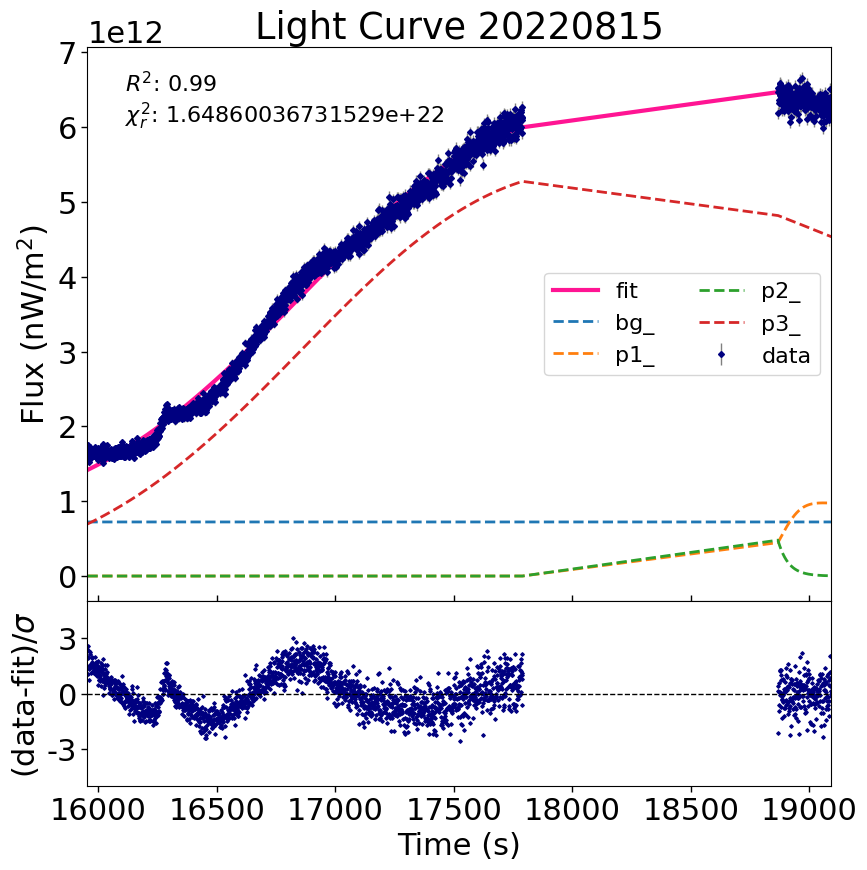 Light Curve 20220815
1e12
R²: 0.99
χ²ᵣ: 1.64860036731529e+22
Flux (nW/m²)
7
6
5
4
3
2
1
0
fit
bg_
p1_
p2_
p3_
data
(data-fit)/σ
3
0
-3
16000 16500 17000 17500 18000 18500 19000
Time (s)